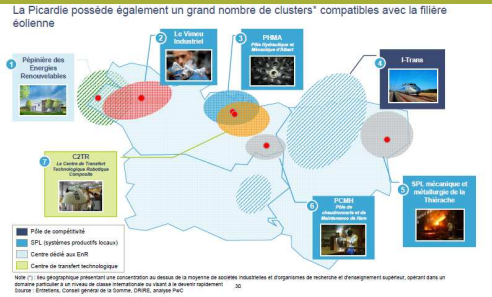 La Picardie possède également un grand nombre de clusters* compatibles avec la filière
éolienne
1
Pépinière des
Energies
Renouvelables
2
Le Vimeu
Industriel
3
PHMA
Pôle Hydraulique et
Mécanique d'Albert
4
I-Trans
7
C2TR
Le Centre de Transfert
Technologique Robotique
Composite
6
PCMH
Pôle de
chaudronnerie et de
Maintenance de Ham
5
SPL mécanique et
métallurgie de la
Thiérache
Pôle de compétitivité
SPL (systèmes productifs locaux)
Centre dédié aux EnR
Centre de transfert technologique
Note (*) : lieu géographique présentant une concentration au dessus de la moyenne de sociétés industrielles et d'organismes de recherche et d'enseignement supérieur, opérant dans un
domaine particulier à un niveau de classe internationale ou visant à le devenir rapidement
30
Source : Entretiens, Conseil général de la Somme, DRIRE, analyse PwC